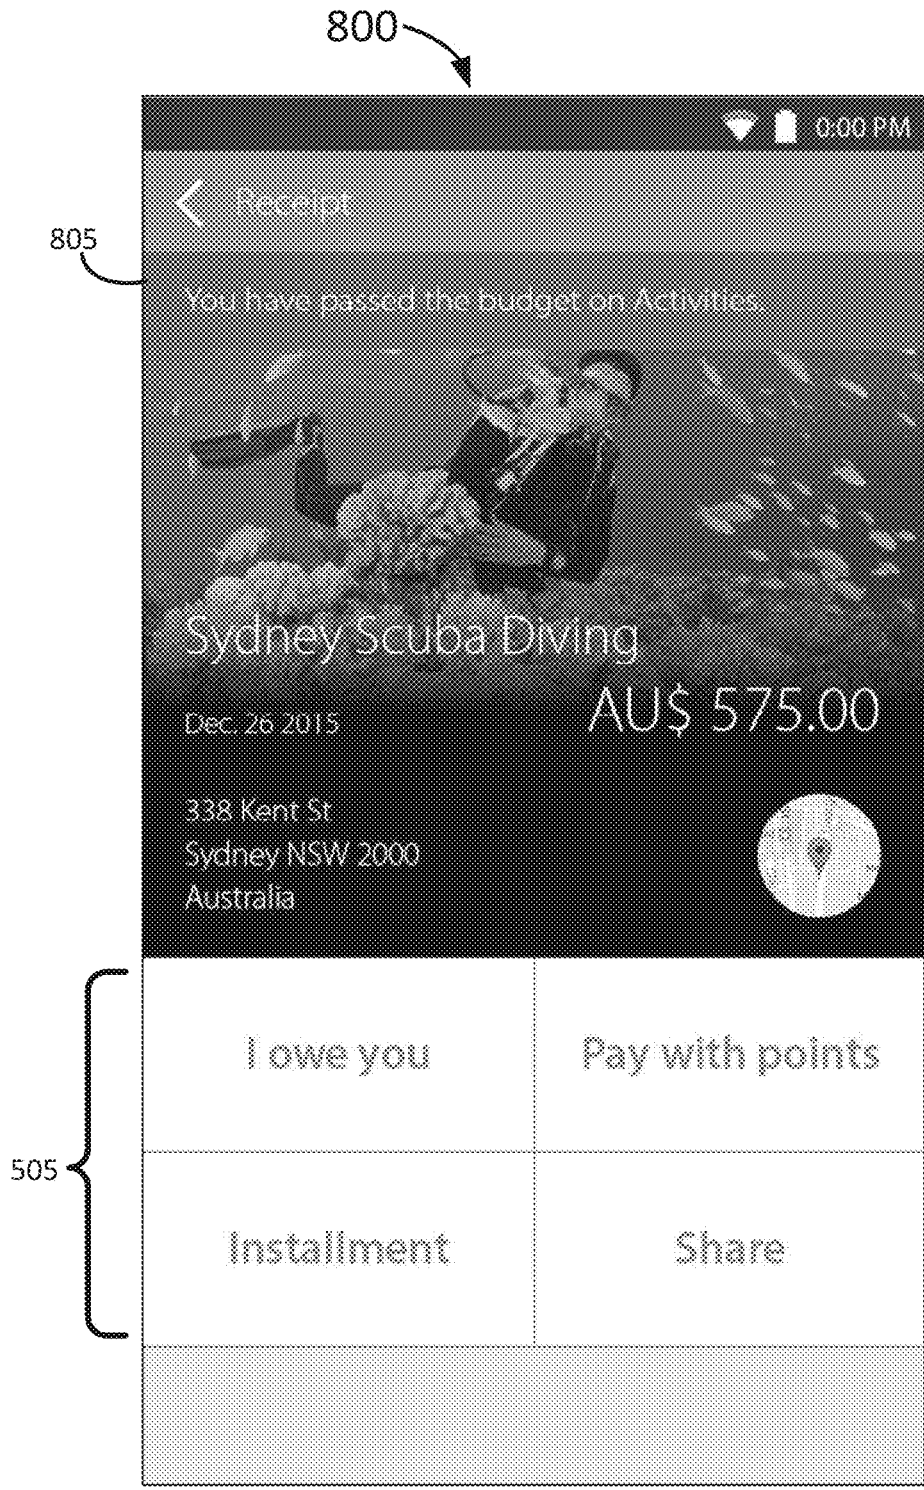 800
0:00 PM
Receipt
805
You have passed the budget on Activities.
Sydney Scuba Diving
Dec. 26 2015
AU$ 575.00
338 Kent St
Sydney NSW 2000
Australia
I owe you
Pay with points
505
Installment
Share